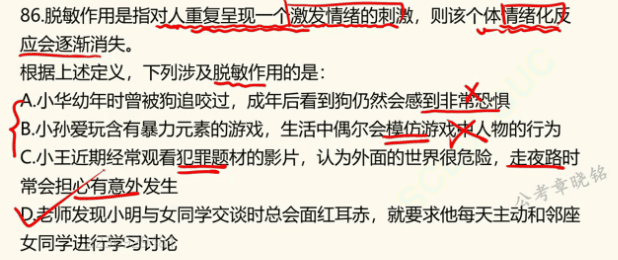 86.脱敏作用是指对人重复呈现一个激发情绪的刺激，则该个体情绪化反
应会逐渐消失。
根据上述定义，下列涉及脱敏作用的是：
A.小华幼年时曾被狗追咬过，成年后看到狗仍然会感到非常恐惧
B.小孙爱玩含有暴力元素的游戏，生活中偶尔会模仿游戏中人物的行为
C.小王近期经常观看犯罪题材的影片，认为外面的世界很危险，走夜路时
常会担心有意外发生
D.老师发现小明与女同学交谈时总会面红耳赤，就要求他每天主动和邻座
女同学进行学习讨论
公考章晓铭